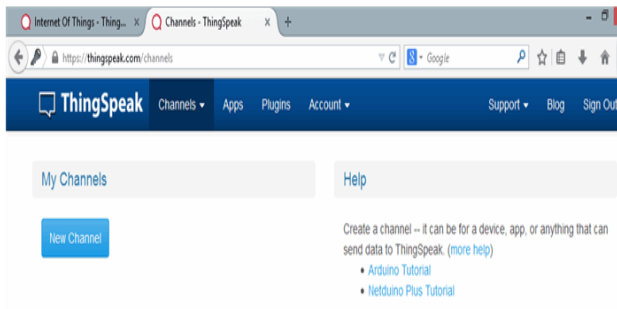 Internet Of Things - Thing... × Channels - ThingSpeak × +
https://thingspeak.com/channels Google
ThingSpeak Channels Apps Plugins Account Support Blog Sign Out
My Channels
Help
New Channel
Create a channel -- it can be for a device, app, or anything that can
send data to ThingSpeak. (more help)
• Arduino Tutorial
• Netduino Plus Tutorial